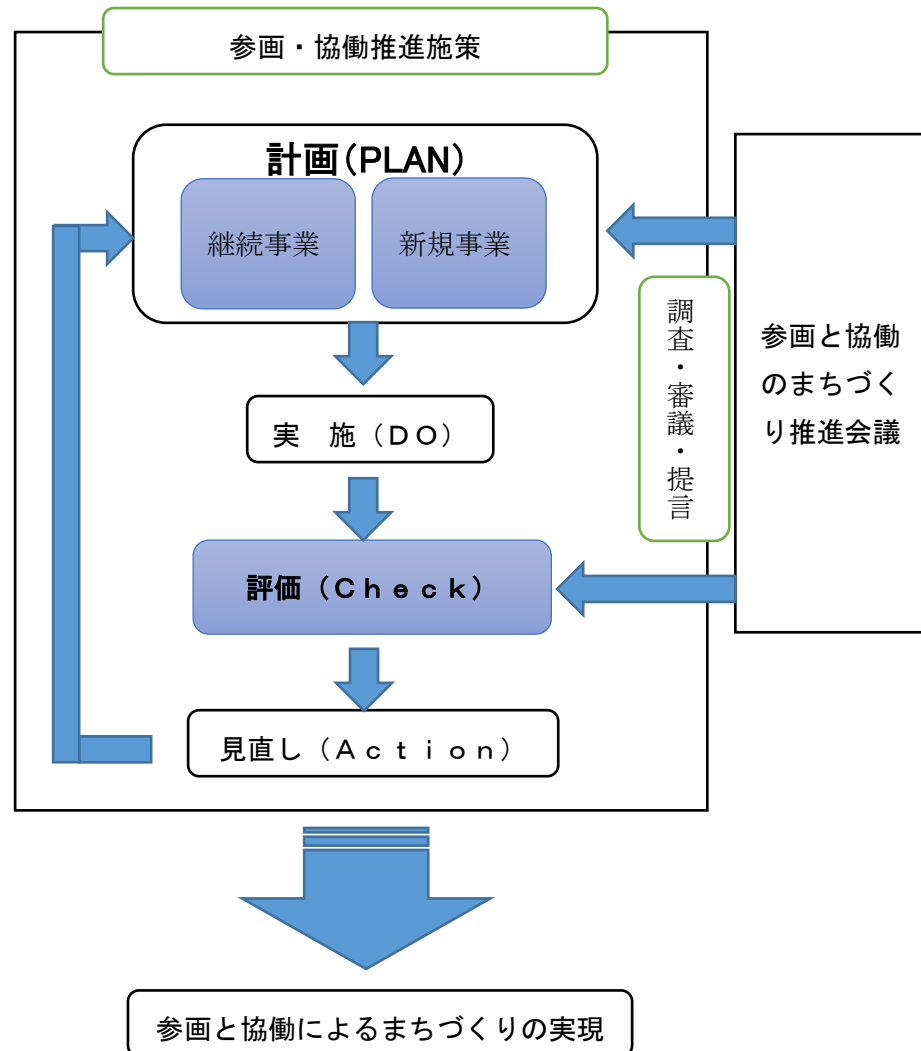 参画・協働推進施策
計画(PLAN)
継続事業
新規事業
実　施（ＤＯ）
評価（Ｃｈｅｃｋ）
見直し（Ａｃｔｉｏｎ）
調査・審議・提言
参画と協働
のまちづく
り推進会議
参画と協働によるまちづくりの実現